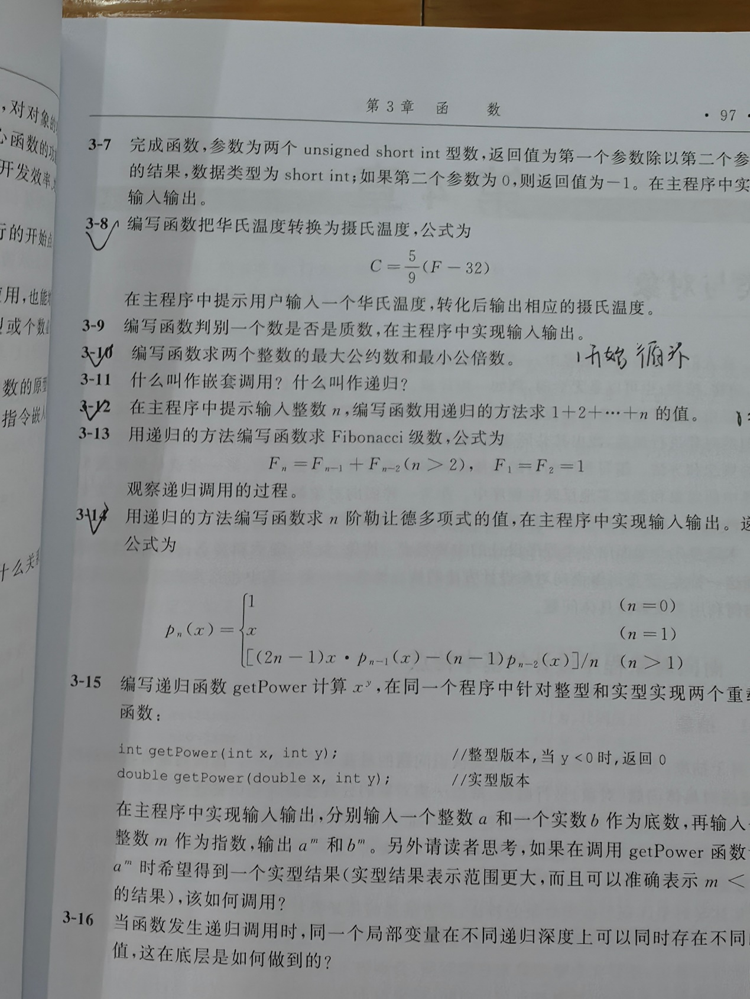 ,对对象的
心函数的功
开发效率
行的开始点
应用,也能
型或个数
数的原型
指令嵌入
什么关系
第 3 章 函 数
· 97 ·
3-7 完成函数,参数为两个 unsigned short int 型数,返回值为第一个参数除以第二个参
的结果,数据类型为 short int;如果第二个参数为 0,则返回值为-1。在主程序中实
输入输出。
3-8 编写函数把华氏温度转换为摄氏温度,公式为
C = 5/9 (F - 32)
在主程序中提示用户输入一个华氏温度,转化后输出相应的摄氏温度。
3-9 编写函数判别一个数是否是质数,在主程序中实现输入输出。
3-10 编写函数求两个整数的最大公约数和最小公倍数。 开始循环
3-11 什么叫作嵌套调用?什么叫作递归?
3-12 在主程序中提示输入整数 n,编写函数用递归的方法求 1+2+…+n 的值。
3-13 用递归的方法编写函数求 Fibonacci 级数,公式为
Fₙ = Fₙ₋₁ + Fₙ₋₂ (n > 2), F₁ = F₂ = 1
观察递归调用的过程。
3-14 用递归的方法编写函数求 n 阶勒让德多项式的值,在主程序中实现输入输出。递
公式为
1 (n = 0)
pₙ(x) = { x (n = 1)
[(2n - 1)x · pₙ₋₁(x) - (n - 1)pₙ₋₂(x)]/n (n > 1)
3-15 编写递归函数 getPower 计算 xʸ,在同一个程序中针对整型和实型实现两个重载
函数:
int getPower(int x, int y); //整型版本,当 y <0 时,返回 0
double getPower(double x, int y); //实型版本
在主程序中实现输入输出,分别输入一个整数 a 和一个实数 b 作为底数,再输入
整数 m 作为指数,输出 aᵐ 和 bᵐ。另外请读者思考,如果在调用 getPower 函数
aᵐ 时希望得到一个实型结果(实型结果表示范围更大,而且可以准确表示 m <
的结果),该如何调用?
3-16 当函数发生递归调用时,同一个局部变量在不同递归深度上可以同时存在不同
值,这在底层是如何做到的?